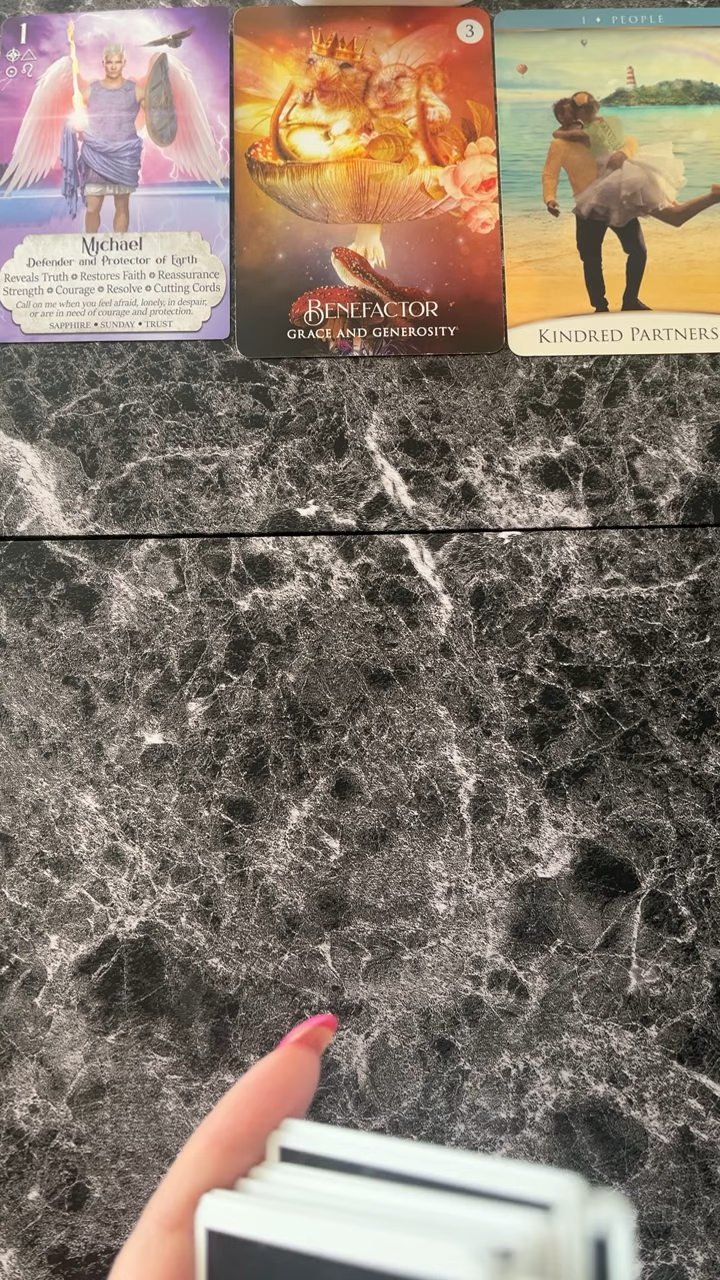 1
Michael
Defender and Protector of Earth
Reveals Truth • Restores Faith • Reassurance
Strength • Courage • Resolve • Cutting Cords
Call on me when you feel afraid, lonely, in despair,
or are in need of courage and protection.
SAPPHIRE • SUNDAY • TRUST
3
BENEFACTOR
GRACE AND GENEROSITY
1 • PEOPLE
KINDRED PARTNERS